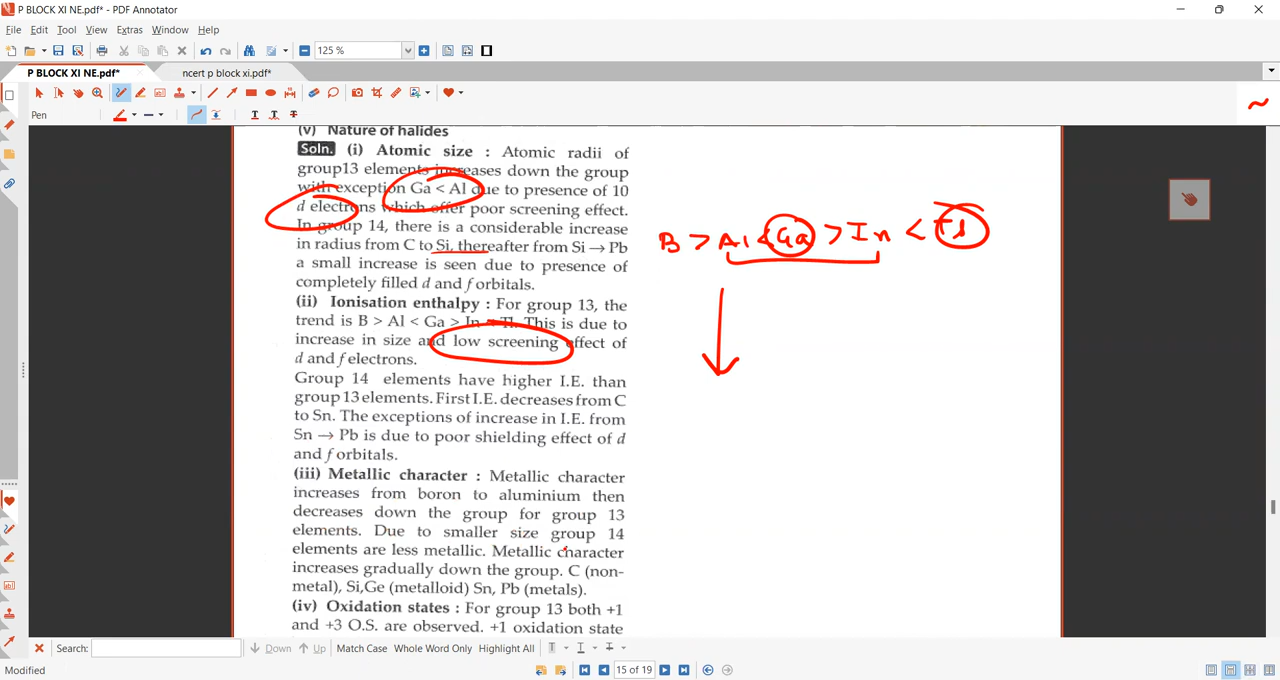 P BLOCK XI NE.pdf* - PDF Annotator
File Edit Tool View Extras Window Help
125 %
P BLOCK XI NE.pdf* ncert p block xi.pdf*
Pen
(v) Nature of halides
Soln. (i) Atomic size : Atomic radii of
group13 elements increases down the group
with exception Ga < Al due to presence of 10
d electrons which offer poor screening effect.
In group 14, there is a considerable increase
in radius from C to Si, thereafter from Si → Pb
a small increase is seen due to presence of
completely filled d and f orbitals.
(ii) Ionisation enthalpy : For group 13, the
trend is B > Al < Ga > In Tl. This is due to
increase in size and low screening effect of
d and f electrons.
Group 14 elements have higher I.E. than
group 13 elements. First I.E. decreases from C
to Sn. The exceptions of increase in I.E. from
Sn → Pb is due to poor shielding effect of d
and f orbitals.
(iii) Metallic character : Metallic character
increases from boron to aluminium then
decreases down the group for group 13
elements. Due to smaller size group 14
elements are less metallic. Metallic character
increases gradually down the group. C (non-
metal), Si,Ge (metalloid) Sn, Pb (metals).
(iv) Oxidation states : For group 13 both +1
and +3 O.S. are observed. +1 oxidation state
B > Al < Ga > In < Tl
Search: Down Up Match Case Whole Word Only Highlight All
Modified 15 of 19